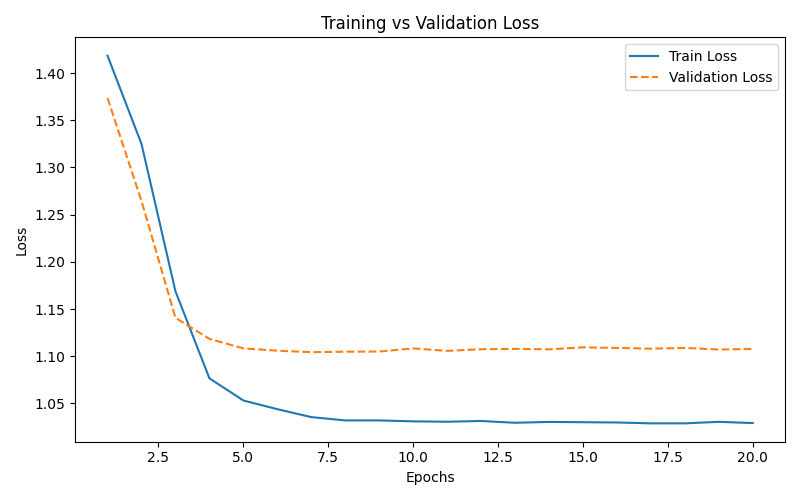 Training vs Validation Loss
Train Loss
Validation Loss
Loss
1.40
1.35
1.30
1.25
1.20
1.15
1.10
1.05
2.5 5.0 7.5 10.0 12.5 15.0 17.5 20.0
Epochs